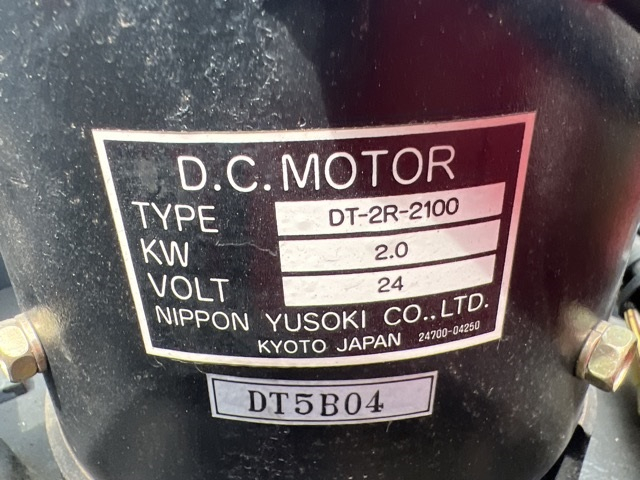 D.C. MOTOR
TYPE DT-2R-2100
KW 2.0
VOLT 24
NIPPON YUSOKI CO.,LTD.
KYOTO JAPAN 24700-04250
DT5B04